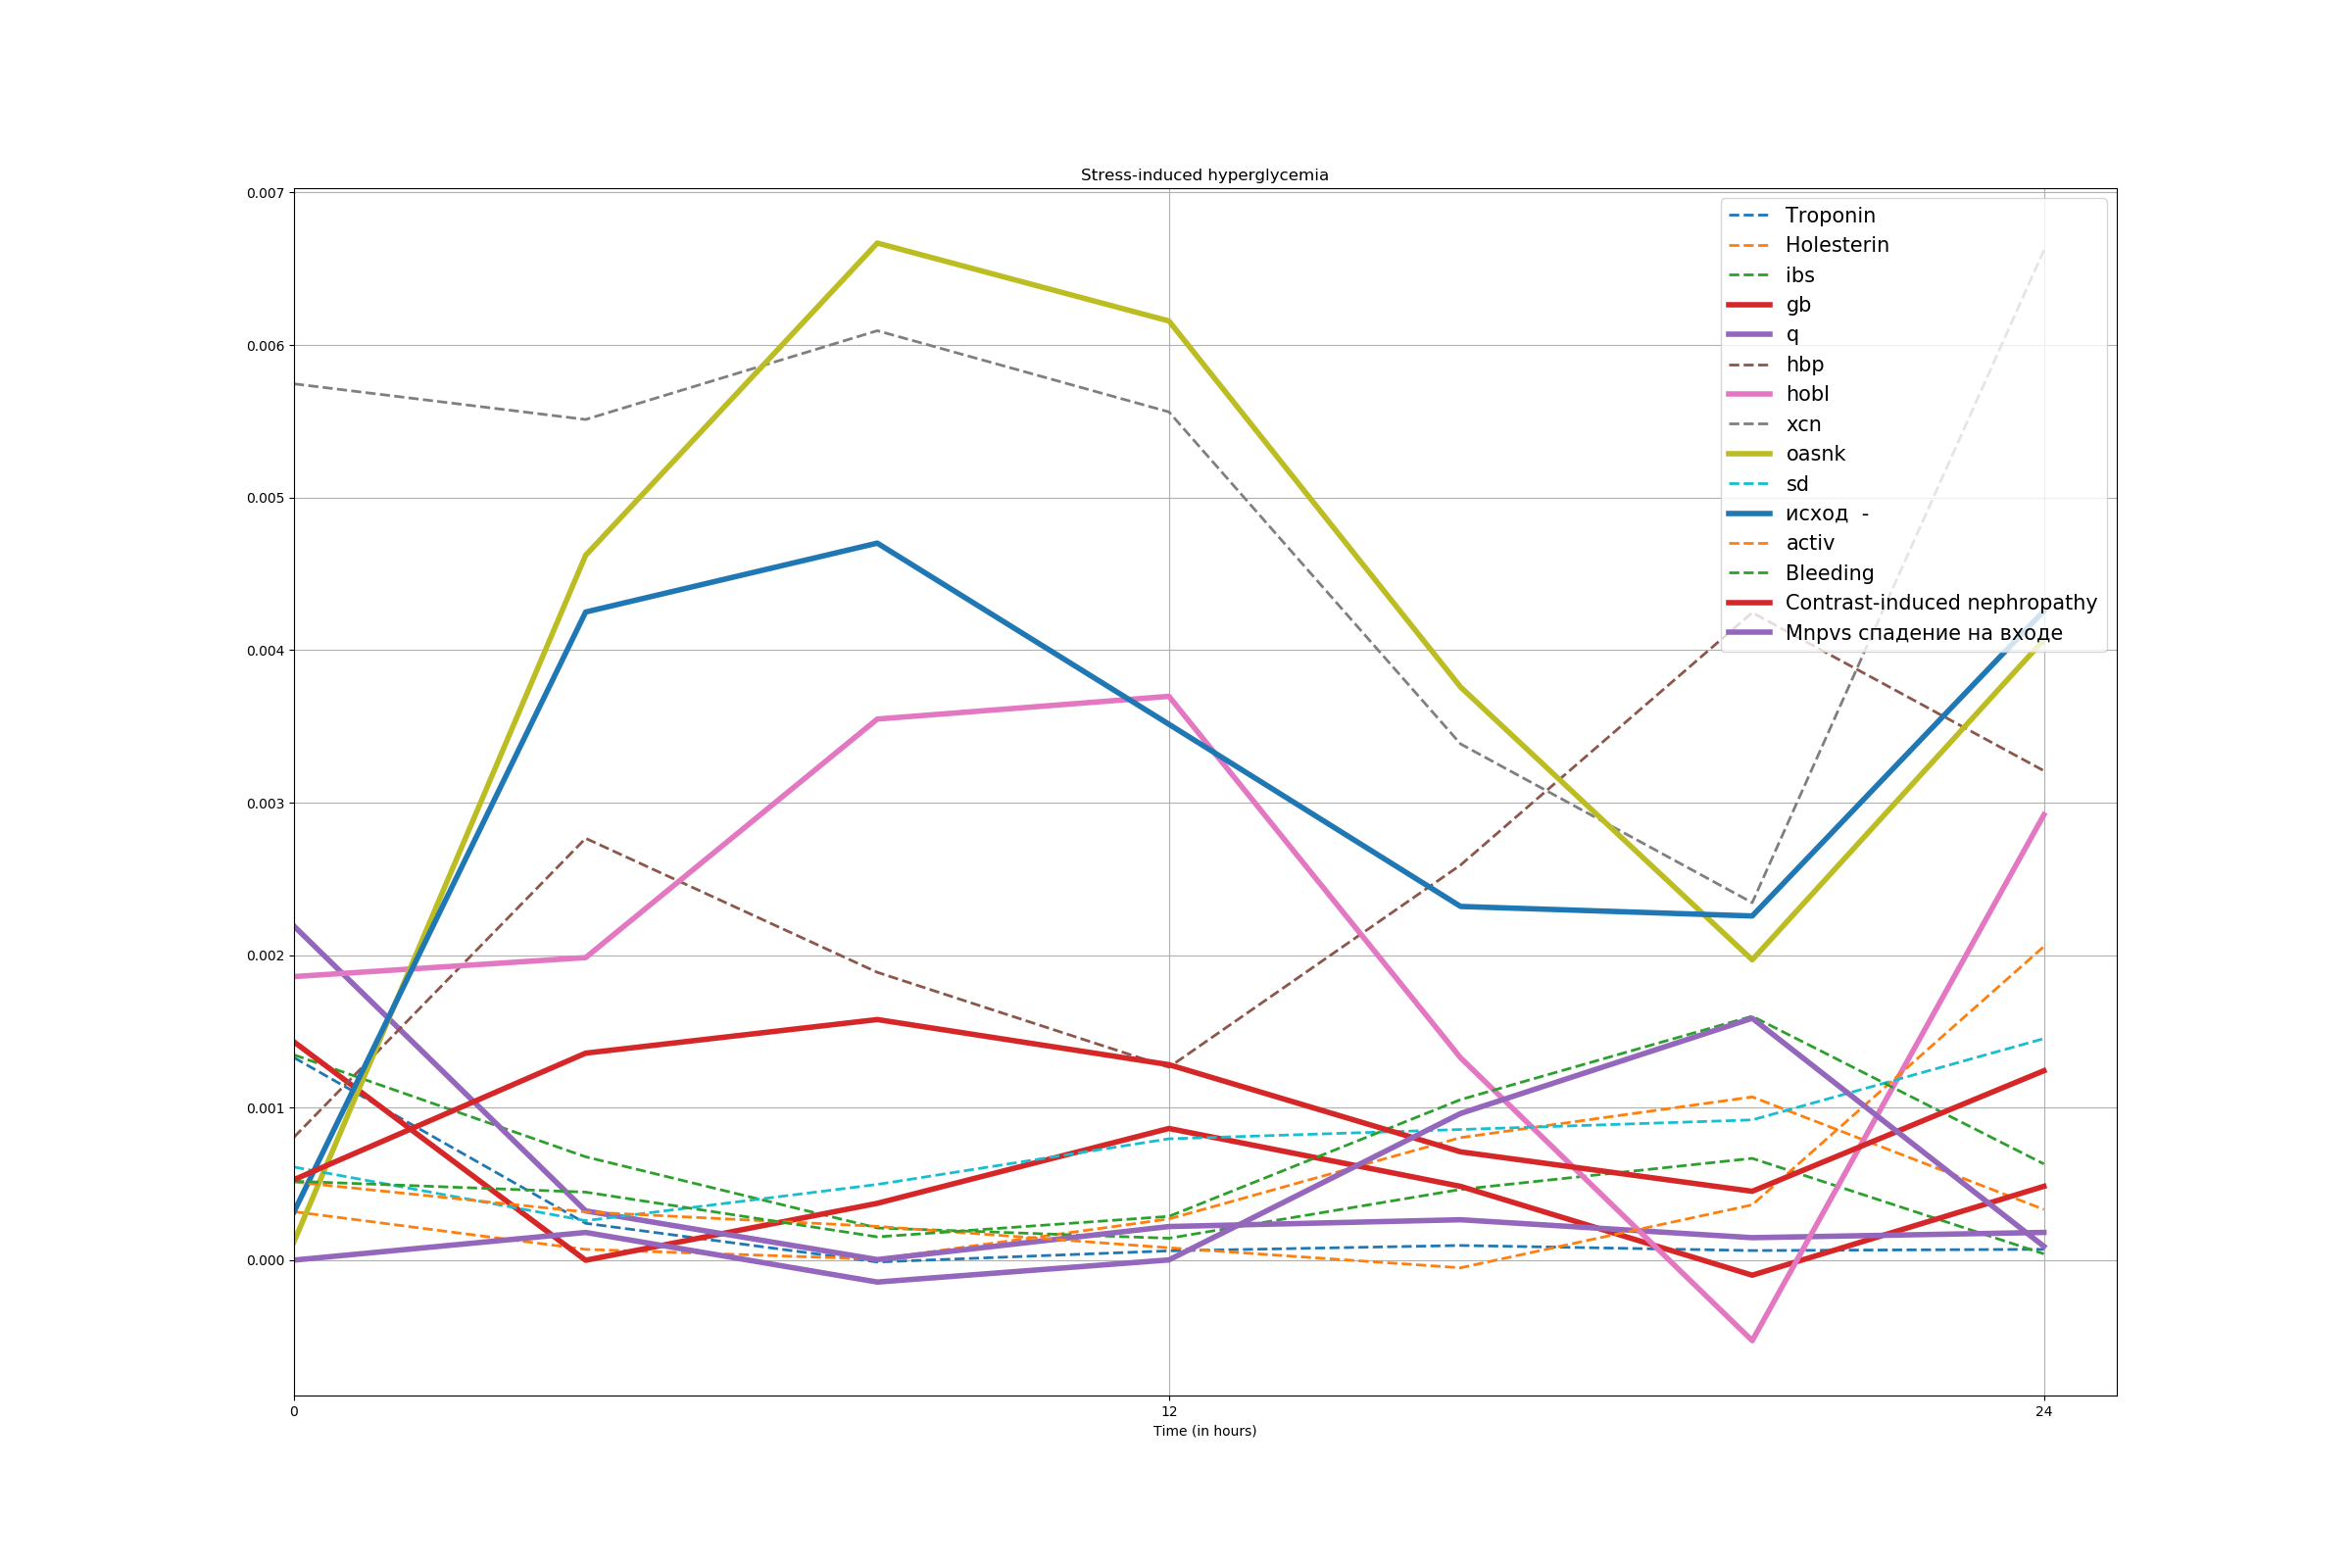 Stress-induced hyperglycemia
0.007
0.006
0.005
0.004
0.003
0.002
0.001
0.000
Troponin
Holesterin
ibs
gb
q
hbp
hobl
xcn
oasnk
sd
исход -
activ
Bleeding
Contrast-induced nephropathy
Mnpvs спадение на входе
0 12 24
Time (in hours)